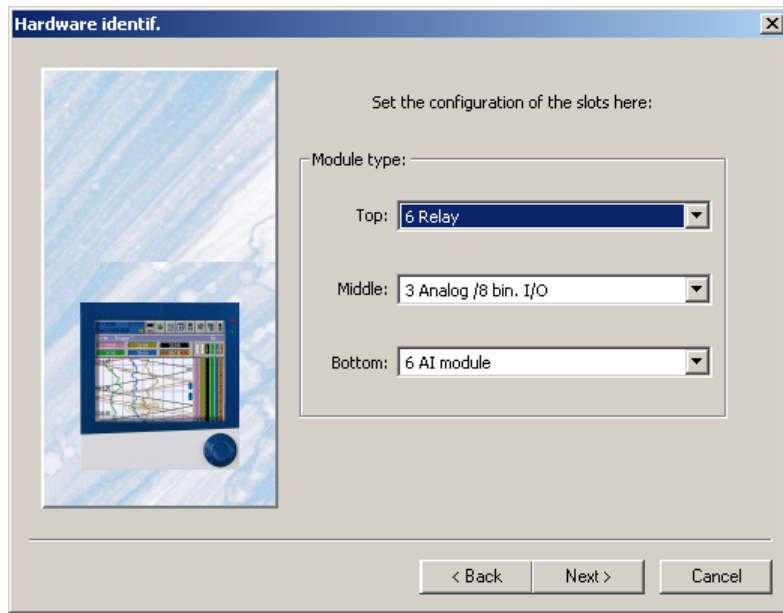 Hardware identif.
Set the configuration of the slots here:
Module type:
Top: 6 Relay
Middle: 3 Analog /8 bin. I/O
Bottom: 6 AI module
< Back Next > Cancel